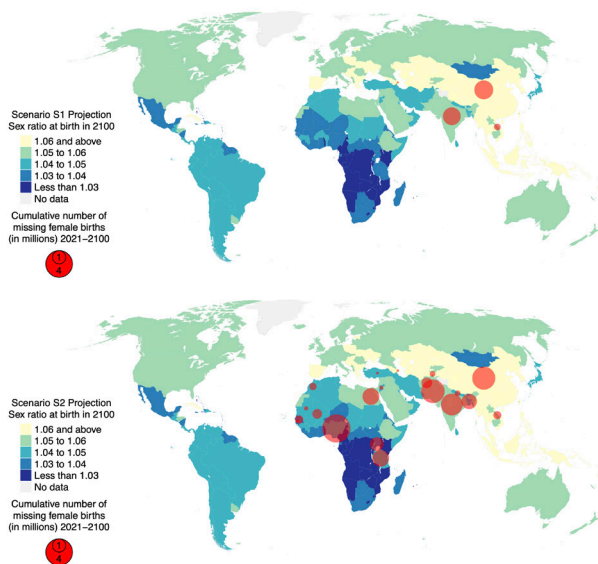 Scenario S1 Projection
Sex ratio at birth in 2100
1.06 and above
1.05 to 1.06
1.04 to 1.05
1.03 to 1.04
Less than 1.03
No data
Cumulative number of
missing female births
(in millions) 2021−2100
1
4
Scenario S2 Projection
Sex ratio at birth in 2100
1.06 and above
1.05 to 1.06
1.04 to 1.05
1.03 to 1.04
Less than 1.03
No data
Cumulative number of
missing female births
(in millions) 2021−2100
1
4